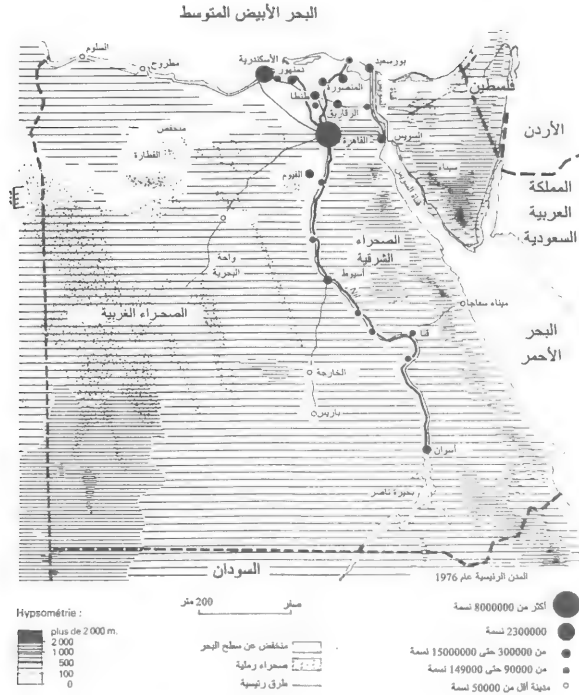 البحر الأبيض المتوسط
السلوم
مطروح
الأسكندرية
دمنهور
بورسعيد
المنصورة
طنطا
الزقازيق
فلسطين
الأردن
منخفض
القطارة
القاهرة
السويس
سيناء
المملكة
العربية
السعودية
الفيوم
قناة السويس
الصحراء
الشرقية
واحة
البحرية
أسيوط
الصحراء الغربية
ميناء سفاجا
البحر
الأحمر
قنا
الخارجة
باريس
أسوان
بحيرة ناصر
السودان
المدن الرئيسية عام 1976
Hypsométrie :
plus de 2 000 m.
2 000
1 000
500
100
0
200 متر
صفر
منخفض عن سطح البحر
صحراء رملية
طرق رئيسية
أكثر من 8000000 نسمة
2300000 نسمة
من 300000 حتى 15000000 نسمة
من 90000 حتى 149000 نسمة
مدينة أقل من 50000 نسمة